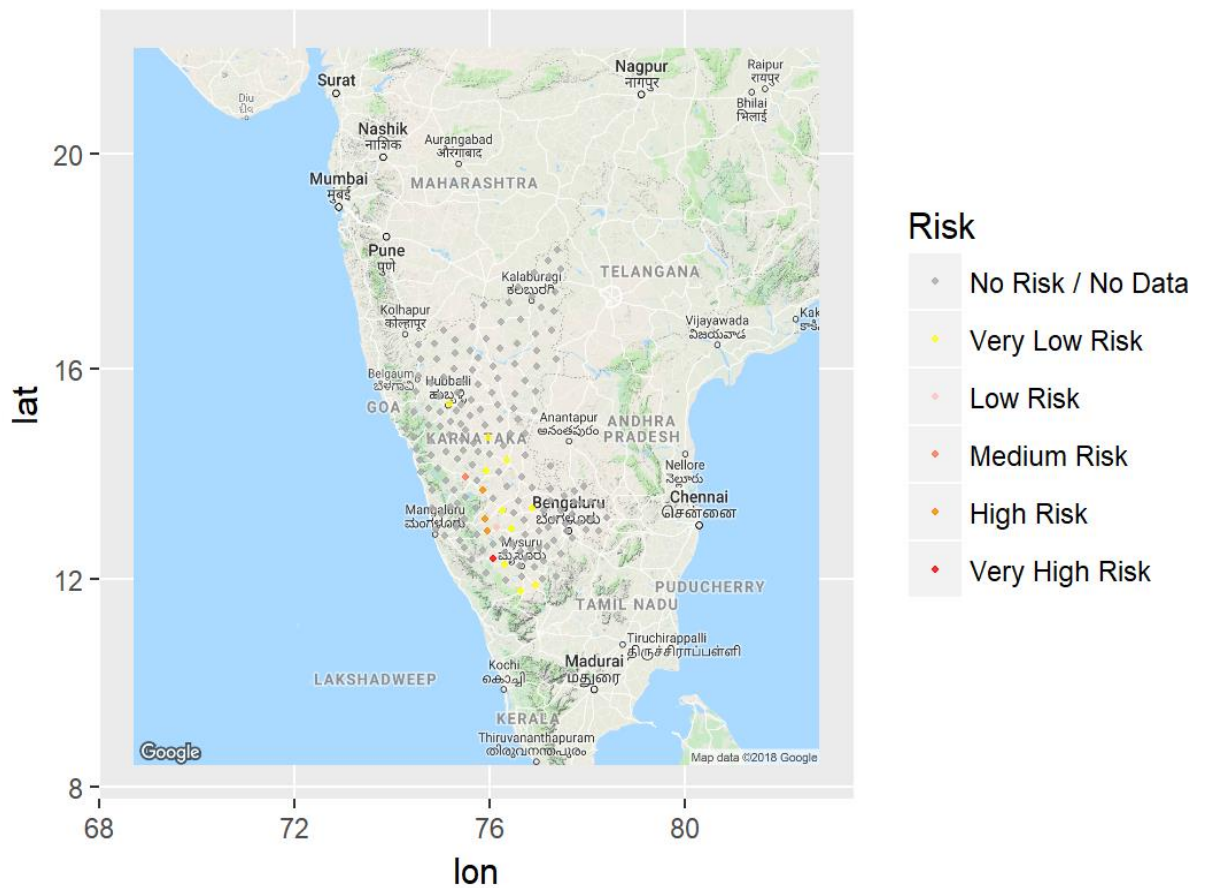 Surat
Nagpur
नागपुर
Raipur
रायपुर
Diu
Bhilai
भिलाई
Nashik
नाशिक
Aurangabad
औरंगाबाद
20
Mumbai
मुंबई
MAHARASHTRA
Pune
पुणे
Kalaburagi
ಕಲಬುರಗಿ
TELANGANA
Kolhapur
कोल्हापूर
Vijayawada
విజయవాడ
Kak
కాకి
16
Belgaum
ಬೆಳಗಾವಿ
Hubballi
ಹುಬ್ಬಳ್ಳಿ
GOA
Anantapur
అనంతపురం
ANDHRA
PRADESH
KARNATAKA
Nellore
నెల్లూరు
Mangaluru
ಮಂಗಳೂರು
Bengaluru
ಬೆಂಗಳೂರು
Chennai
சென்னை
Mysuru
ಮೈಸೂರು
12
PUDUCHERRY
TAMIL NADU
Tiruchirappalli
திருச்சிராப்பள்ளி
Kochi
കൊച്ചി
Madurai
மதுரை
LAKSHADWEEP
KERALA
Thiruvananthapuram
തിരുവനന്തപുരം
Google
Map data ©2018 Google
8
68
72
76
80
lon
lat
Risk
No Risk / No Data
Very Low Risk
Low Risk
Medium Risk
High Risk
Very High Risk